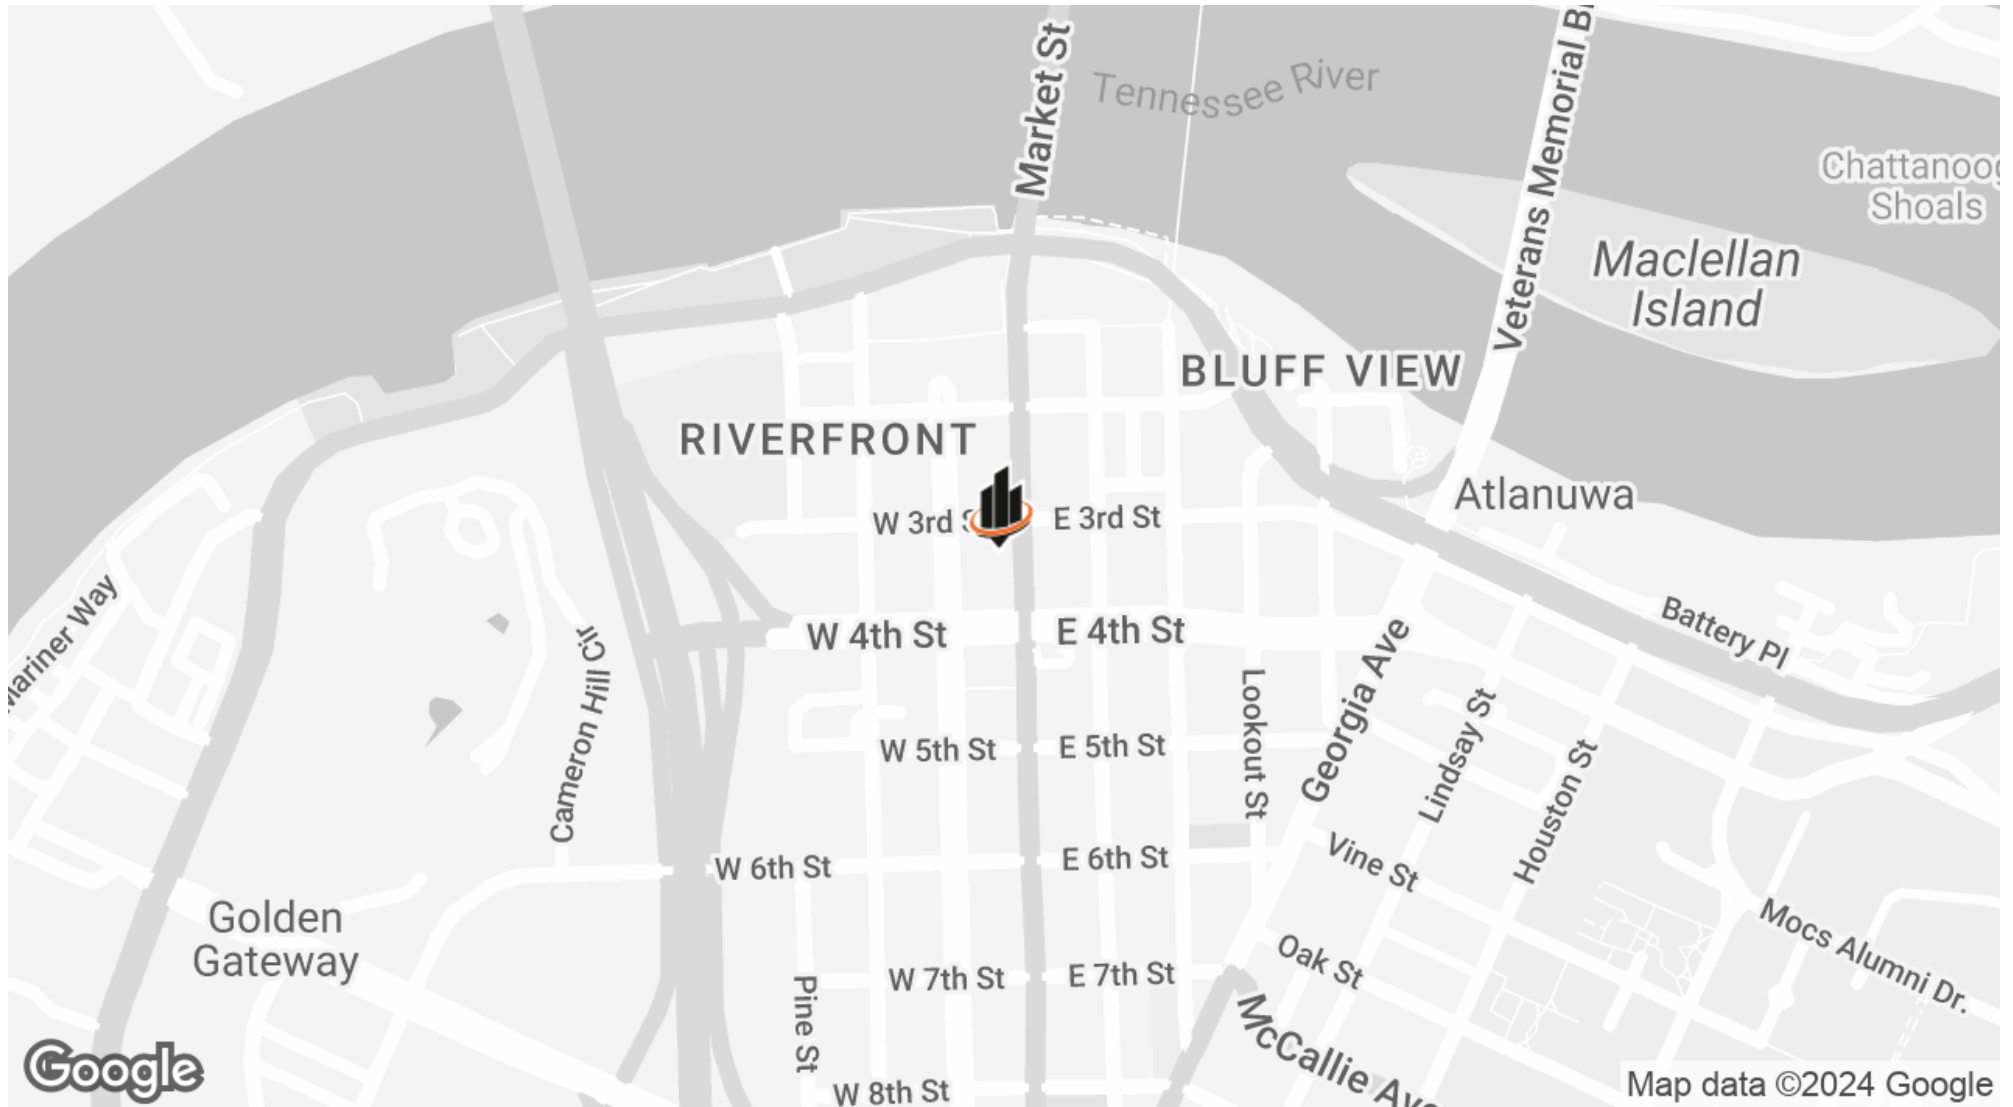 Market St
Tennessee River
Veterans Memorial
Chattanoog
Shoals
Maclellan
Island
BLUFF VIEW
RIVERFRONT
Atlanuwa
W 3rd
E 3rd St
Mariner Way
Battery Pl
W 4th St
E 4th St
Cameron Hill Cir
Georgia Ave
Lookout St
Lindsay St
Houston St
W 5th St
E 5th St
W 6th St
E 6th St
Vine St
Golden
Gateway
Mocs Alumni Dr.
Oak St
W 7th St
E 7th St
Pine St
McCallie Ave
W 8th St
Google
Map data ©2024 Google